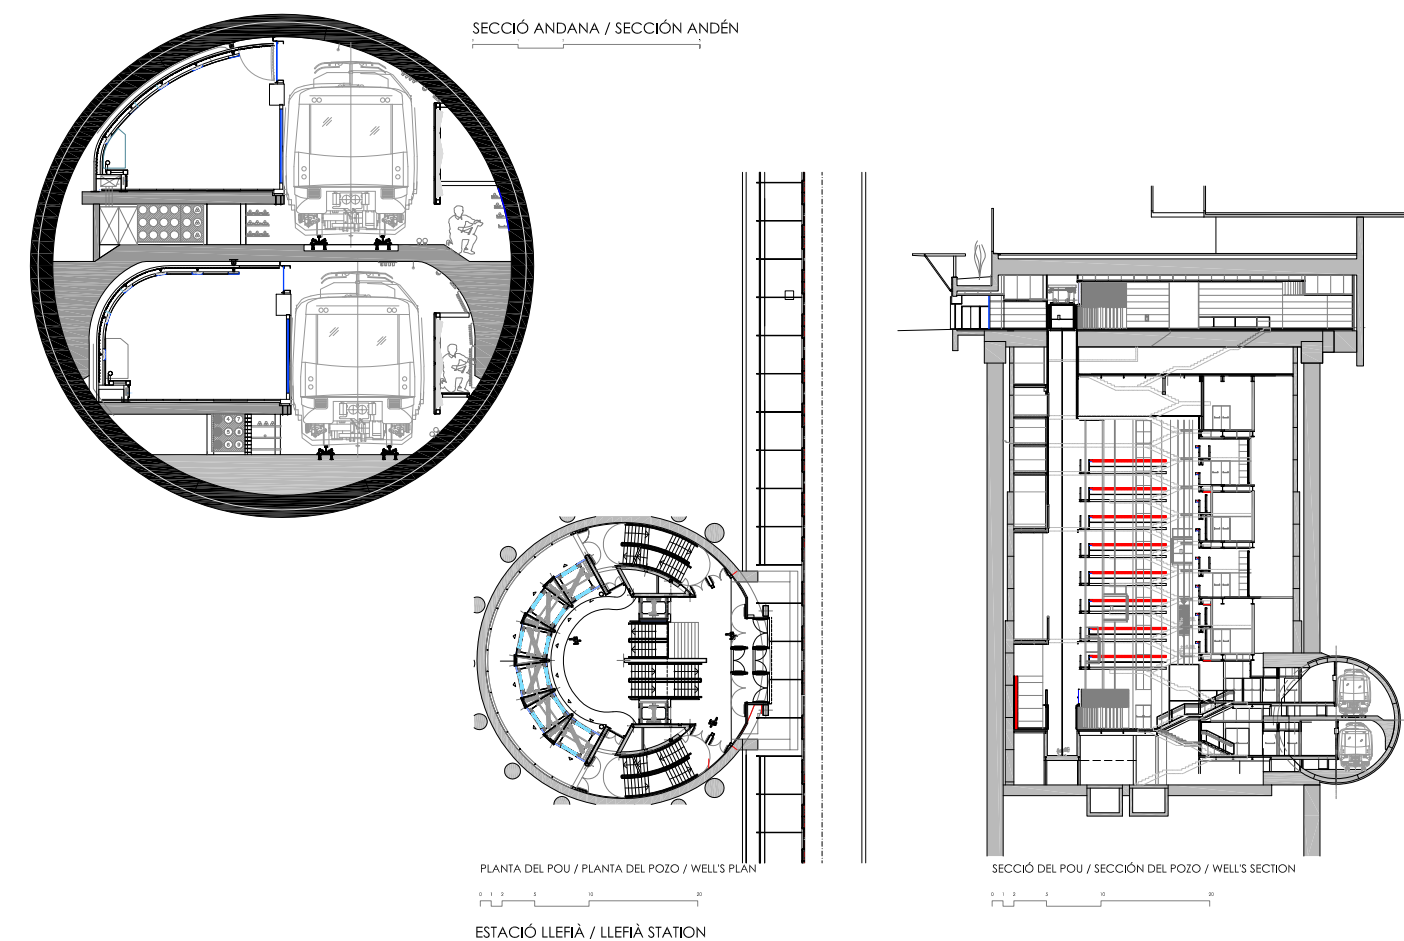 SECCIÓ ANDANA / SECCIÓN ANDÉN
PLANTA DEL POU / PLANTA DEL POZO / WELL'S PLAN
0 1 2 5 10 20
ESTACIÓ LLEFIÀ / LLEFIÀ STATION
SECCIÓ DEL POU / SECCIÓN DEL POZO / WELL'S SECTION
0 1 2 5 10 20